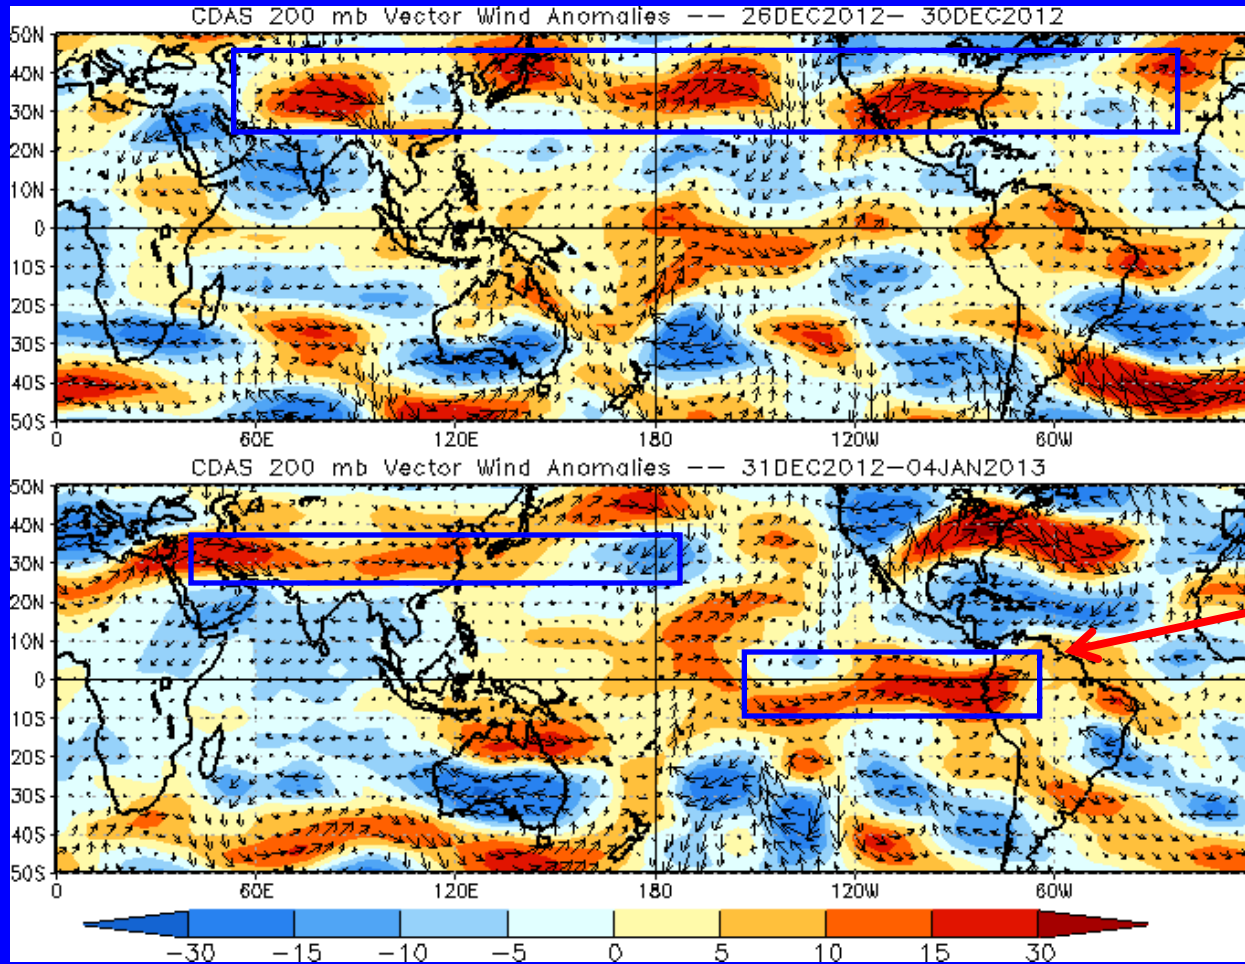 CDAS 200 mb Vector Wind Anomalies -- 26DEC2012- 30DEC2012
50N
40N
30N
20N
10N
0
10S
20S
30S
40S
50S
0 60E 120E 180 120W 60W
CDAS 200 mb Vector Wind Anomalies -- 31DEC2012-04JAN2013
50N
40N
30N
20N
10N
0
10S
20S
30S
40S
50S
0 60E 120E 180 120W 60W
-30 -15 -10 -5 0 5 10 15 30